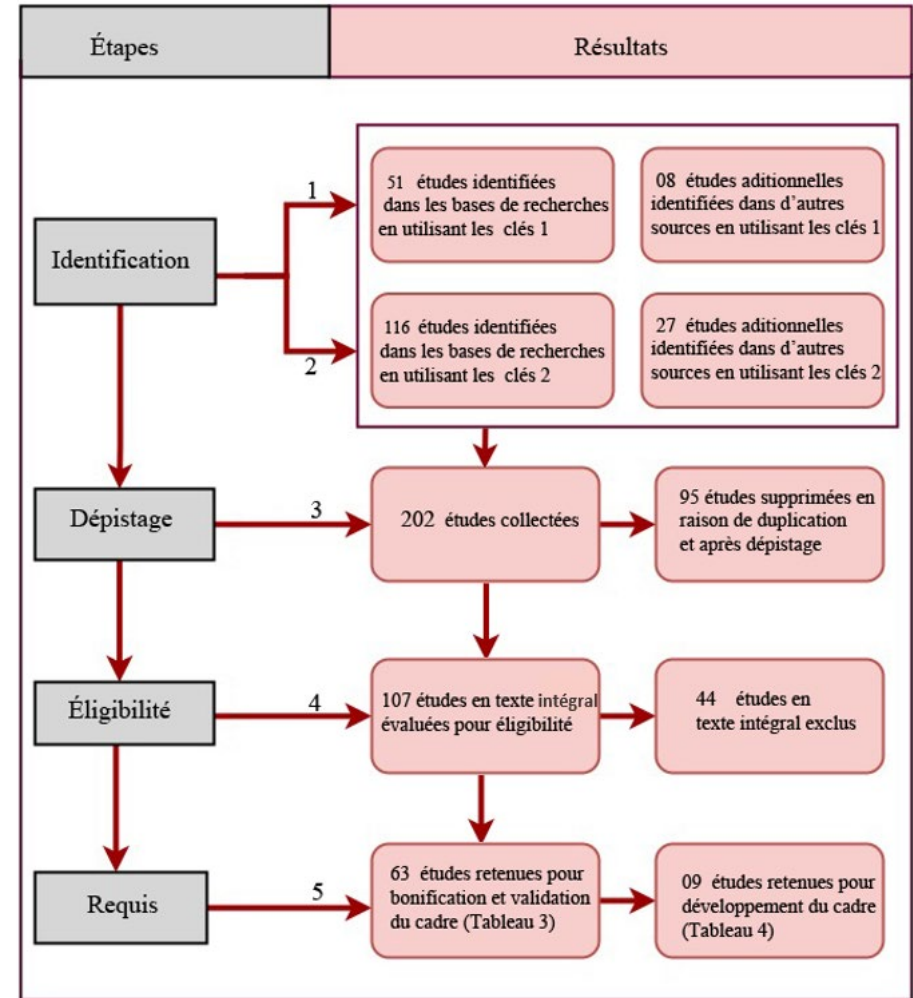 Étapes
Résultats
Identification
1
51 études identifiées
dans les bases de recherches
en utilisant les clés 1
08 études aditionnelles
identifiées dans d'autres
sources en utilisant les clés 1
2
116 études identifiées
dans les bases de recherches
en utilisant les clés 2
27 études aditionnelles
identifiées dans d'autres
sources en utilisant les clés 2
Dépistage
3
202 études collectées
95 études supprimées en
raison de duplication
et après dépistage
Éligibilité
4
107 études en texte intégral
évaluées pour éligibilité
44 études en
texte intégral exclus
Requis
5
63 études retenues pour
bonification et validation
du cadre (Tableau 3)
09 études retenues pour
développement du cadre
(Tableau 4)